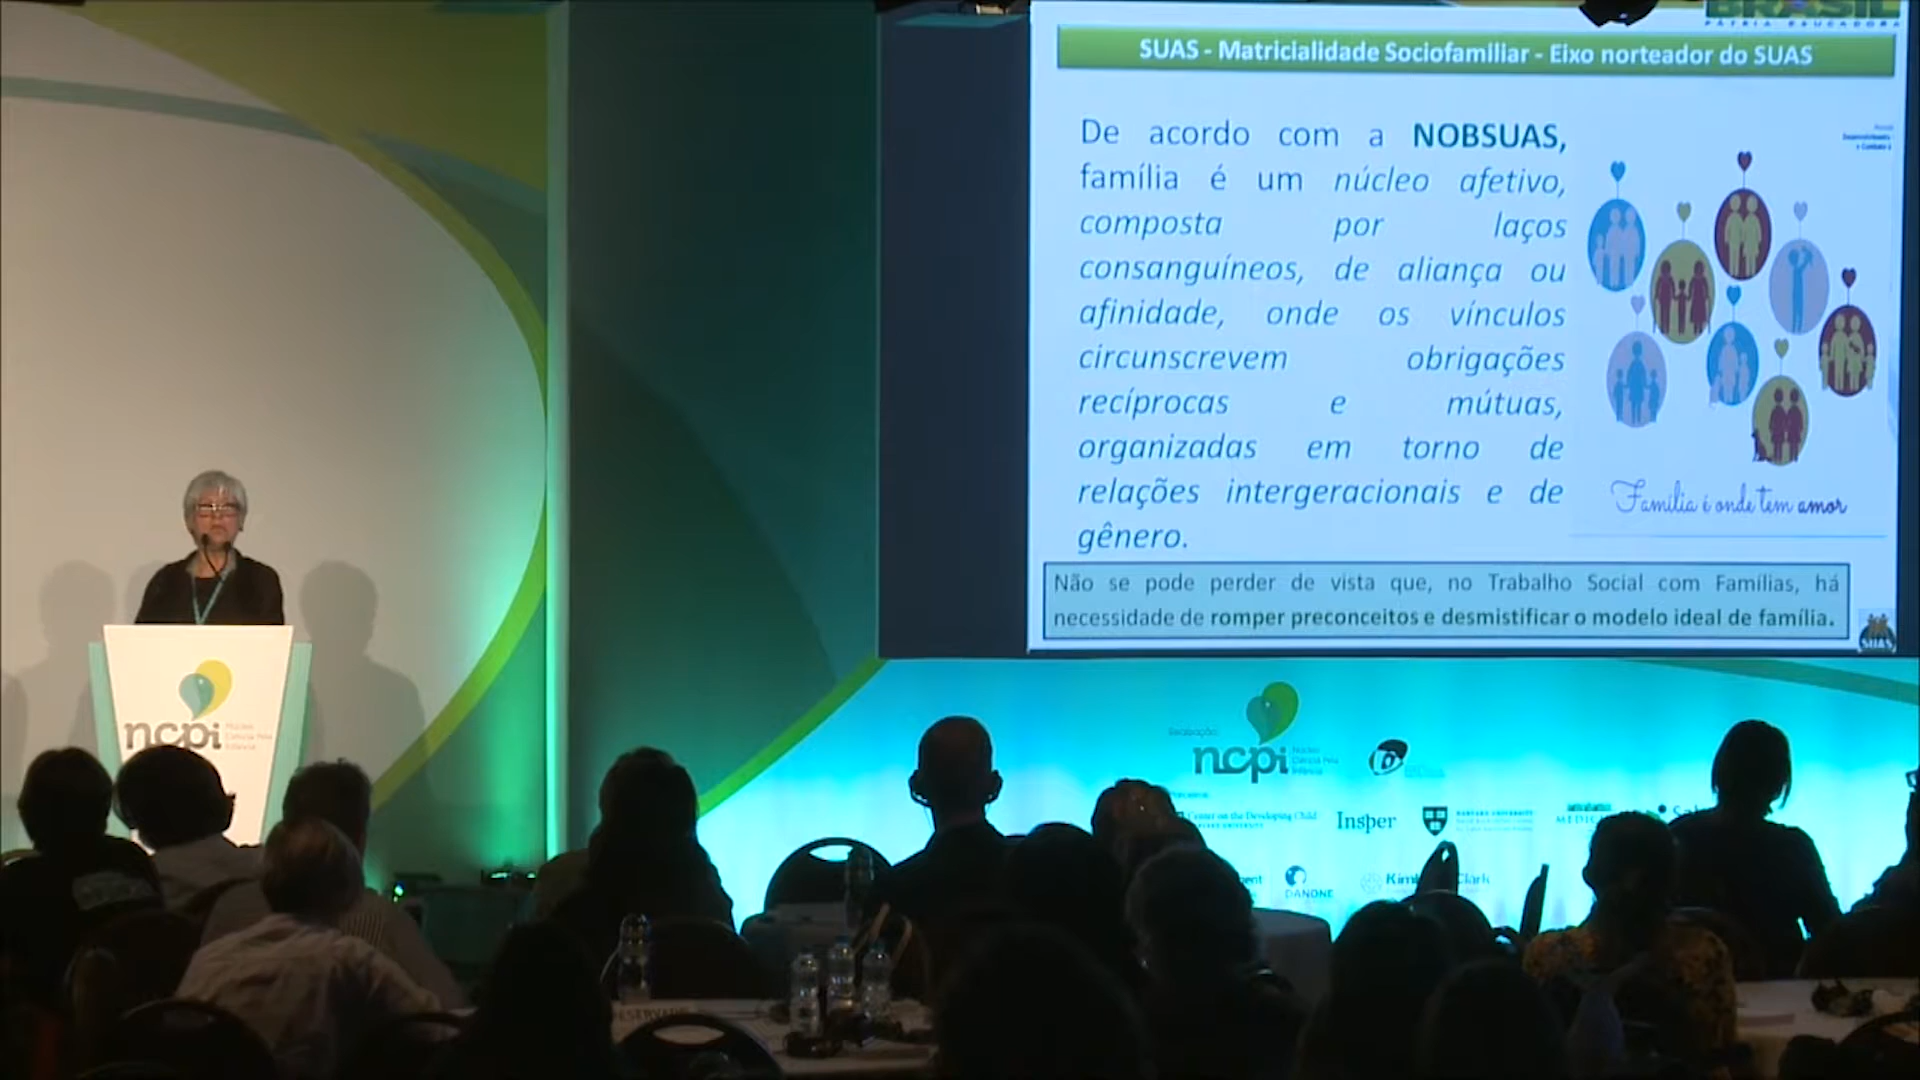 BRASIL
PÁTRIA EDUCADORA
SUAS - Matricialidade Sociofamiliar - Eixo norteador do SUAS
De acordo com a NOBSUAS,
família é um núcleo afetivo,
composta por laços
consanguíneos, de aliança ou
afinidade, onde os vínculos
circunscrevem obrigações
recíprocas e mútuas,
organizadas em torno de
relações intergeracionais e de
gênero.
Família é onde tem amor
Não se pode perder de vista que, no Trabalho Social com Famílias, há
necessidade de romper preconceitos e desmistificar o modelo ideal de família.
ncpi
Núcleo
Ciência Pela
Infância
Realização:
ncpi
Núcleo
Ciência Pela
Infância
Center on the Developing Child
HARVARD UNIVERSITY
Insper
HARVARD UNIVERSITY
DANONE